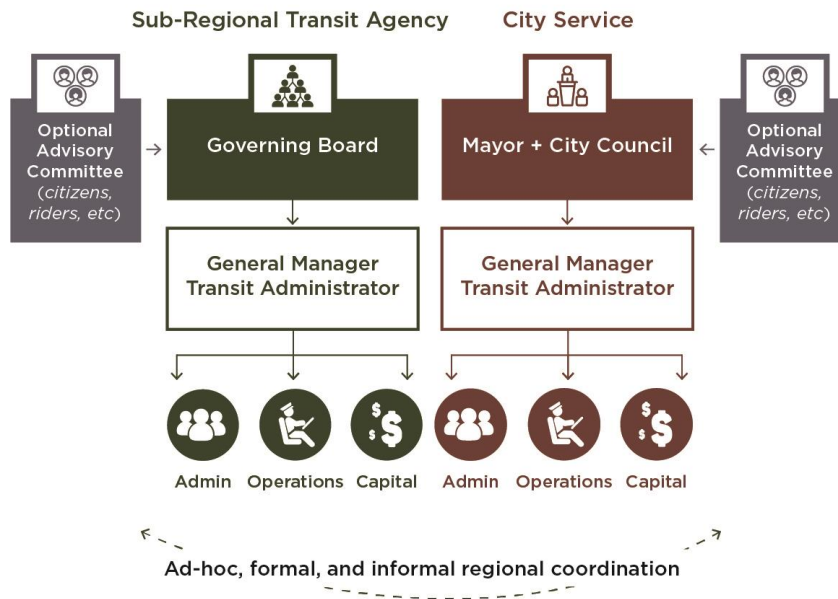 Sub-Regional Transit Agency
City Service
Optional
Advisory
Committee
(citizens,
riders, etc)
Governing Board
Mayor + City Council
Optional
Advisory
Committee
(citizens,
riders, etc)
General Manager
Transit Administrator
General Manager
Transit Administrator
$
$
$
$
$
$
Admin
Operations
Capital
Admin
Operations
Capital
Ad-hoc, formal, and informal regional coordination